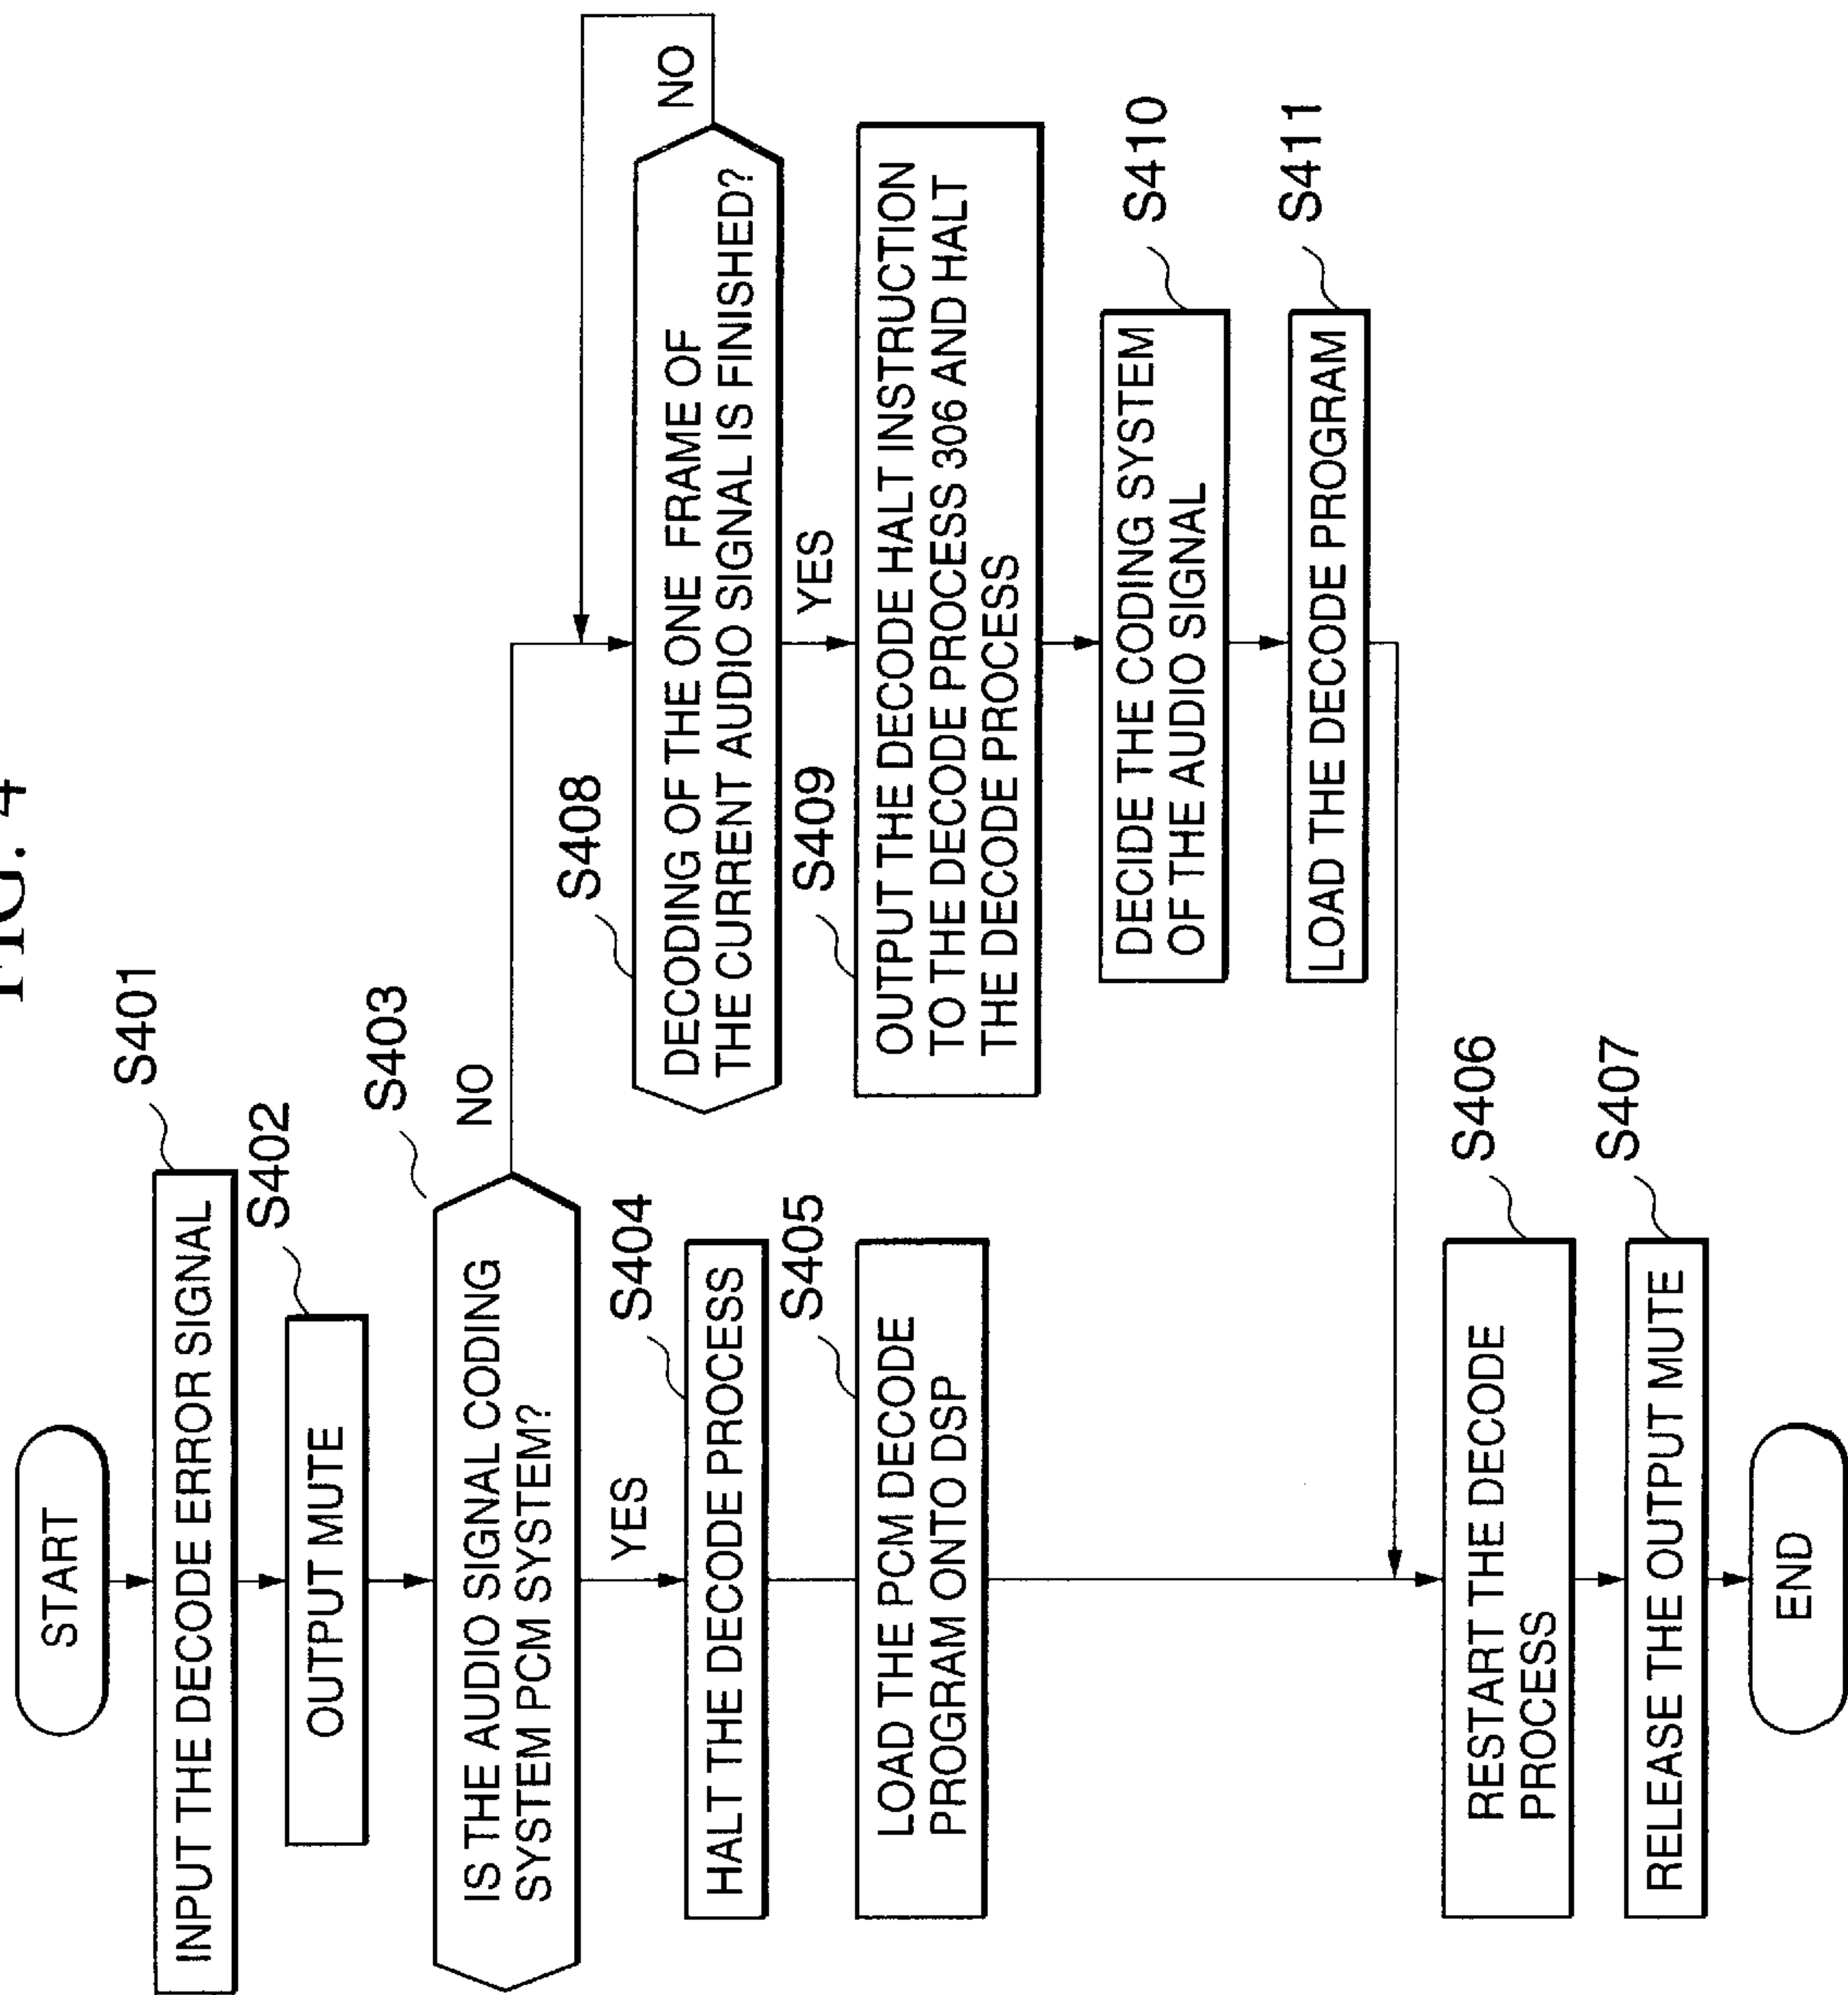 FIG. 4
START
S401
INPUT THE DECODE ERROR SIGNAL
S402
OUTPUT MUTE
S403
IS THE AUDIO SIGNAL CODING
SYSTEM PCM SYSTEM?
NO
YES
S404
HALT THE DECODE PROCESS
S405
LOAD THE PCM DECODE
PROGRAM ONTO DSP
S408
DECODING OF THE ONE FRAME OF
THE CURRENT AUDIO SIGNAL IS FINISHED?
NO
YES
S409
OUTPUT THE DECODE HALT INSTRUCTION
TO THE DECODE PROCESS 306 AND HALT
THE DECODE PROCESS
DECIDE THE CODING SYSTEM
OF THE AUDIO SIGNAL
S410
LOAD THE DECODE PROGRAM
S411
S406
RESTART THE DECODE
PROCESS
S407
RELEASE THE OUTPUT MUTE
END